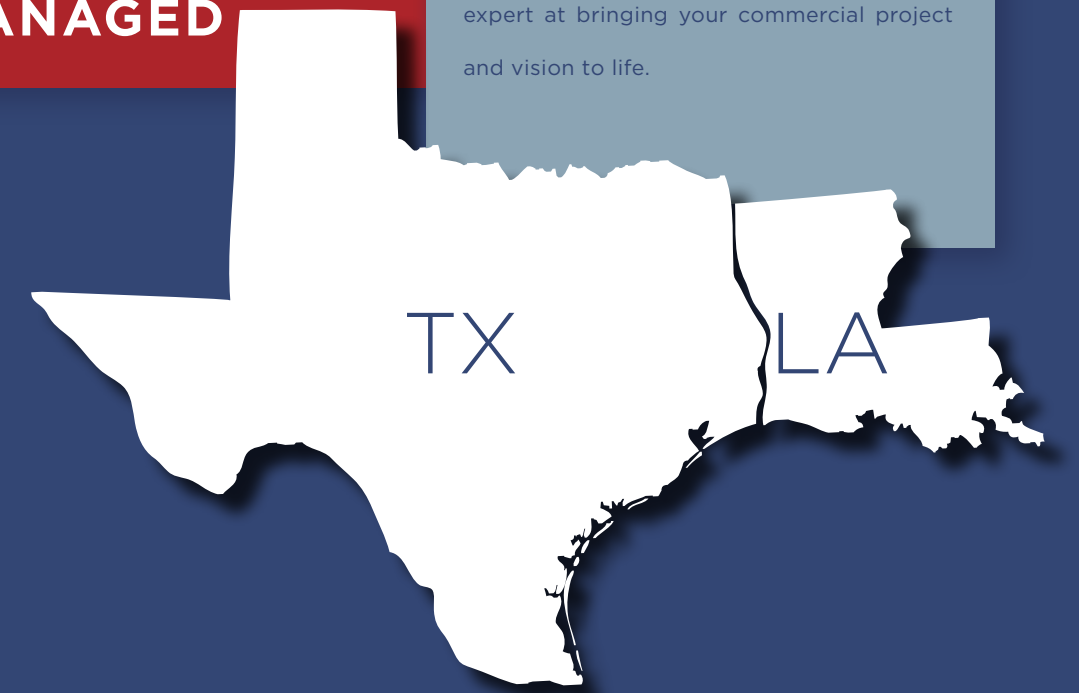 ANAGED
expert at bringing your commercial project
and vision to life.
TX
LA